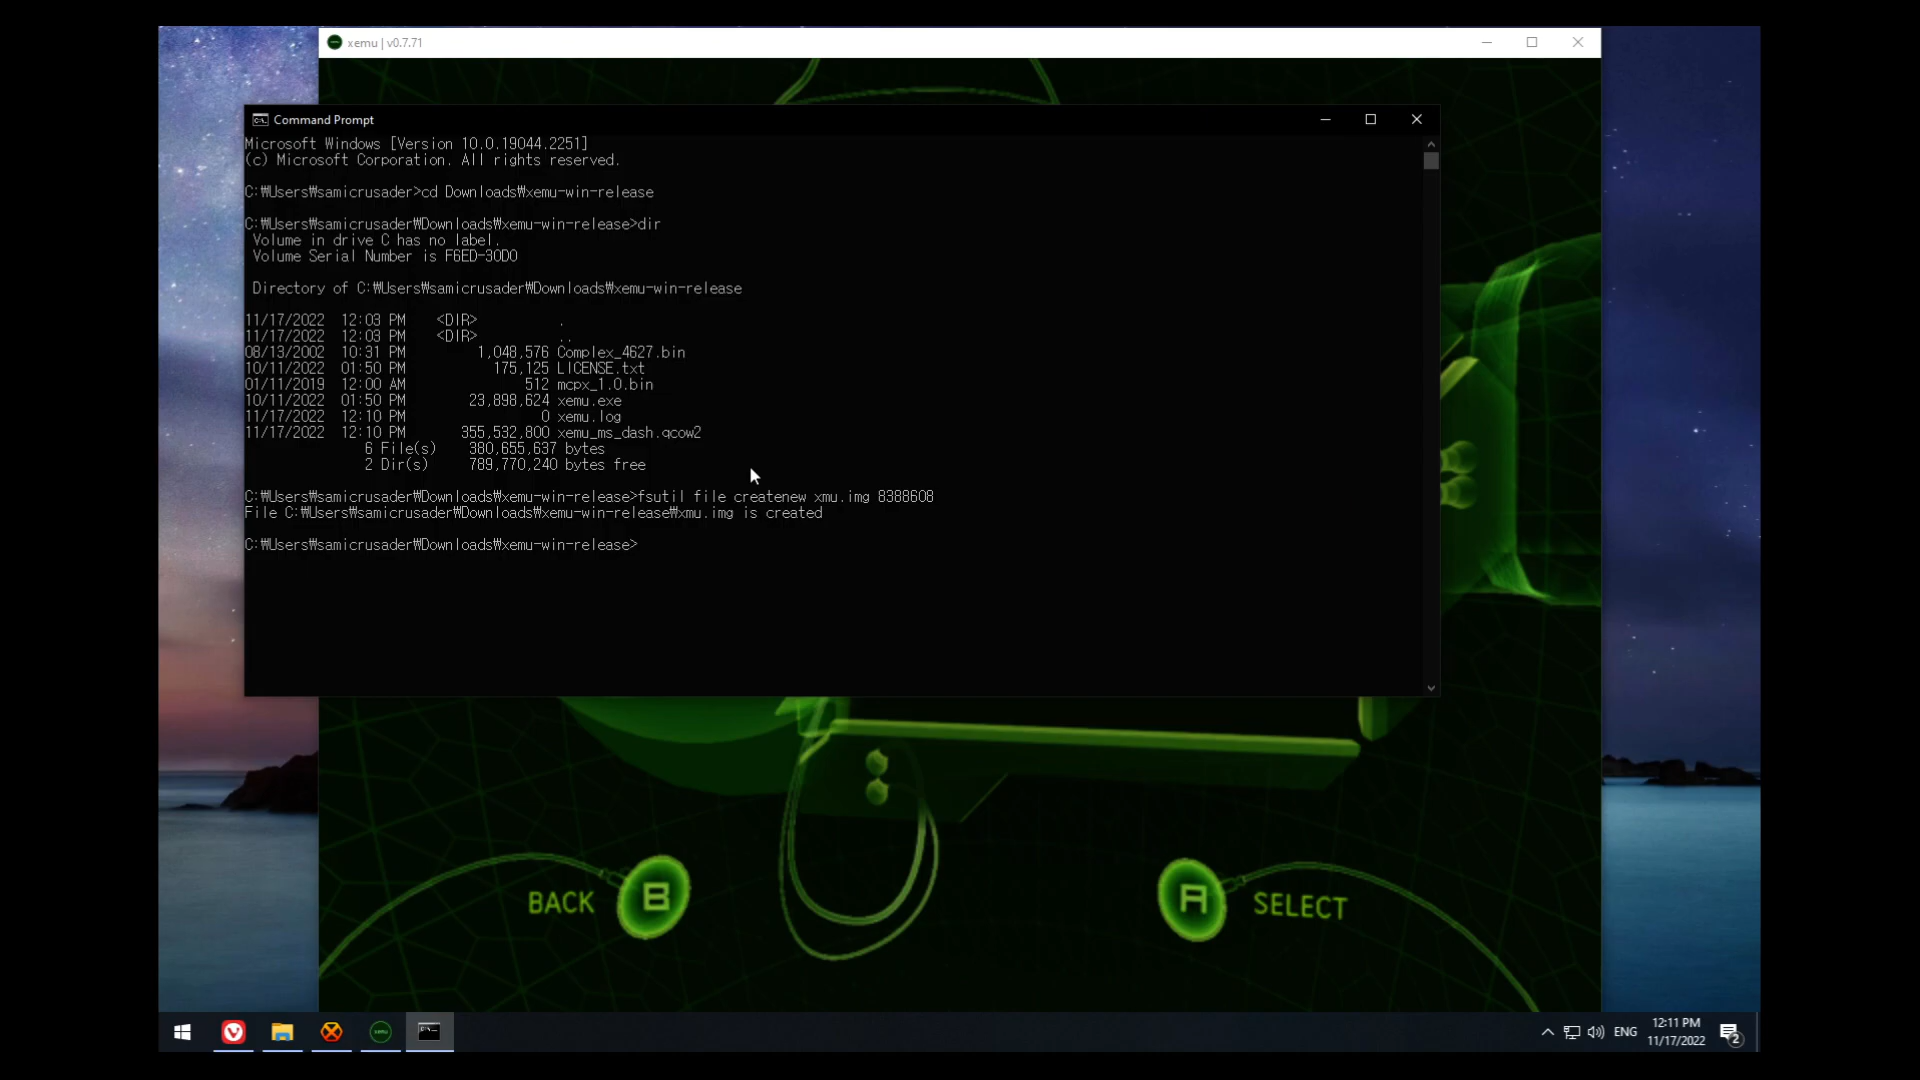 xemu | v0.7.71
Command Prompt
Microsoft Windows [Version 10.0.19044.2251]
(c) Microsoft Corporation. All rights reserved.
C:₩Users₩samicrusader>cd Downloads₩xemu-win-release
C:₩Users₩samicrusader₩Downloads₩xemu-win-release>dir
Volume in drive C has no label.
Volume Serial Number is F6ED-30D0
Directory of C:₩Users₩samicrusader₩Downloads₩xemu-win-release
11/17/2022 12:03 PM <DIR> .
11/17/2022 12:03 PM <DIR> ..
08/13/2002 10:31 PM 1,048,576 Complex_4627.bin
10/11/2022 01:50 PM 175,125 LICENSE.txt
01/11/2019 12:00 AM 512 mcpx_1.0.bin
10/11/2022 01:50 PM 23,898,624 xemu.exe
11/17/2022 12:10 PM 0 xemu.log
11/17/2022 12:10 PM 355,532,800 xemu_ms_dash.qcow2
6 File(s) 380,655,637 bytes
2 Dir(s) 789,770,240 bytes free
C:₩Users₩samicrusader₩Downloads₩xemu-win-release>fsutil file createnew xmu.img 8388608
File C:₩Users₩samicrusader₩Downloads₩xemu-win-release₩xmu.img is created
C:₩Users₩samicrusader₩Downloads₩xemu-win-release>
BACK B A SELECT
xemu
C:\.
ENG
12:11 PM
11/17/2022
2